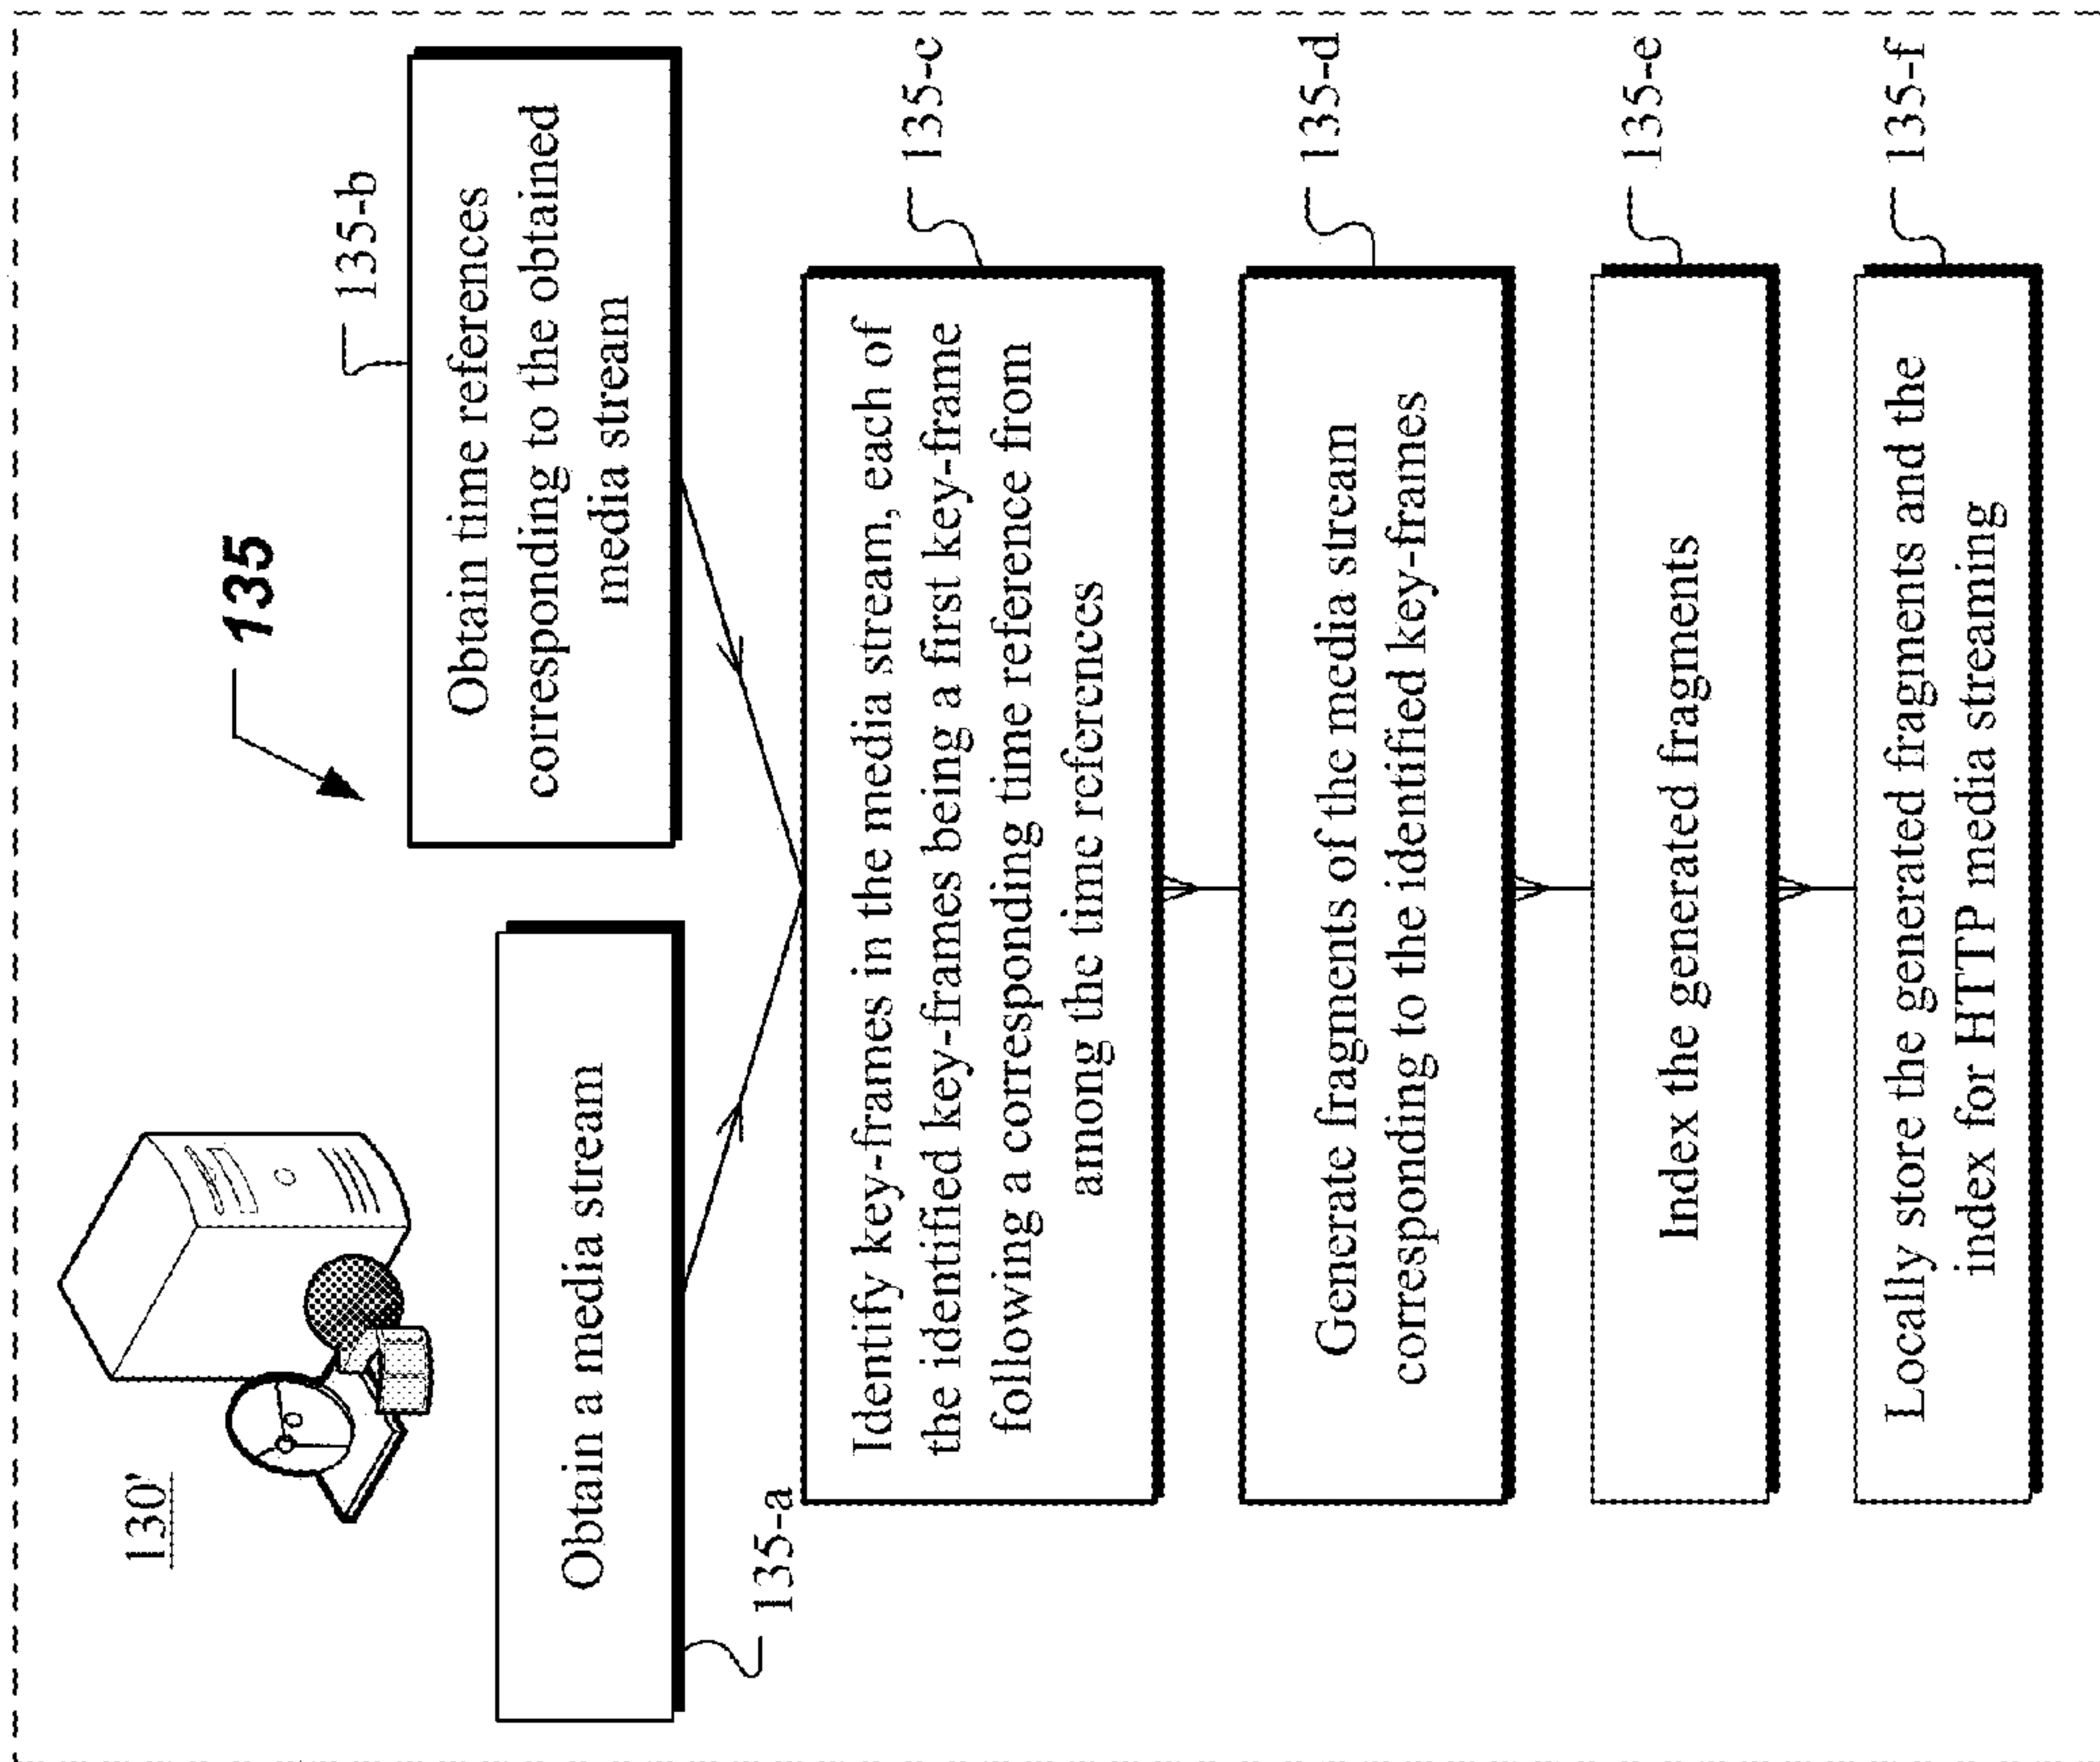 130'
135
Obtain a media stream
135-a
Obtain time references
corresponding to the obtained
media stream
135-b
Identify key-frames in the media stream, each of
the identified key-frames being a first key-frame
following a corresponding time reference from
among the time references
135-c
Generate fragments of the media stream
corresponding to the identified key-frames
135-d
Index the generated fragments
135-e
Locally store the generated fragments and the
index for HTTP media streaming
135-f